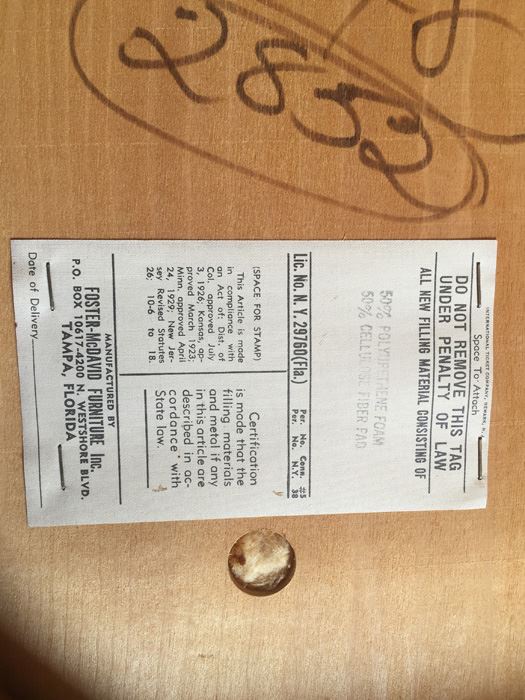 INTERNATIONAL TICKET COMPANY, NEWARK, N.J.
Space To Attach
DO NOT REMOVE THIS TAG
UNDER PENALTY OF LAW
ALL NEW FILLING MATERIAL CONSISTING OF
50% POLYURETHANE FOAM
50% CELLULOSE FIBER PAD
Lic. No. N. Y. 29760(Fla.)
Per. No. Conn. #5
Per. No. N.Y. 38
(SPACE FOR STAMP)
This Article is made
in compliance with
an Act of: Dist. of
Col. approved July
3, 1926; Kansas, ap-
proved March 1923;
Minn. approved April
24, 1929; New Jer-
sey Revised Statutes
26; 10-6 to 18.
Certification
is made that the
filling materials
and metal if any
in this article are
described in ac-
cordance with
State law.
MANUFACTURED BY
FOSTER-McDAVID FURNITURE Inc.
P.O. BOX 10617-4200 N. WESTSHORE BLVD.
TAMPA, FLORIDA
Date of Delivery